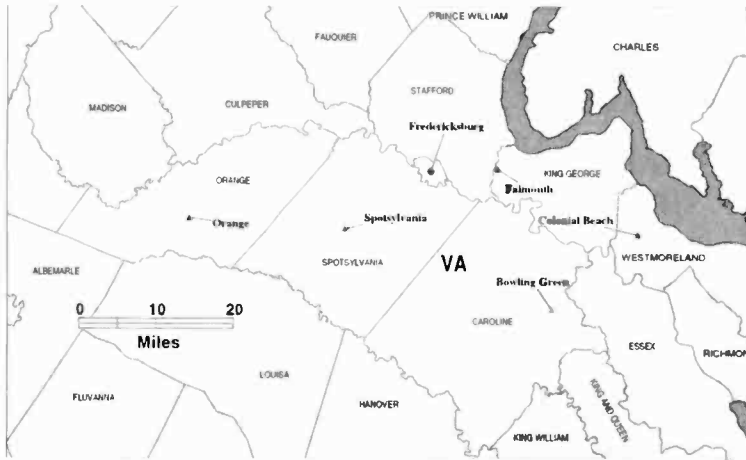 PRINCE WILLIAM
FAUQUIER
CHARLES
STAFFORD
MADISON
CULPEPER
Fredericksburg
ORANGE
KING GEORGE
Falmouth
Orange
Spotsylvania
Colonial Beach
SPOTSYLVANIA
VA
WESTMORELAND
ALBEMARLE
Bowling Green
0 10 20
Miles
CAROLINE
ESSEX
RICHMON
LOUISA
FLUVANNA
HANOVER
KING AND QUEEN
KING WILLIAM